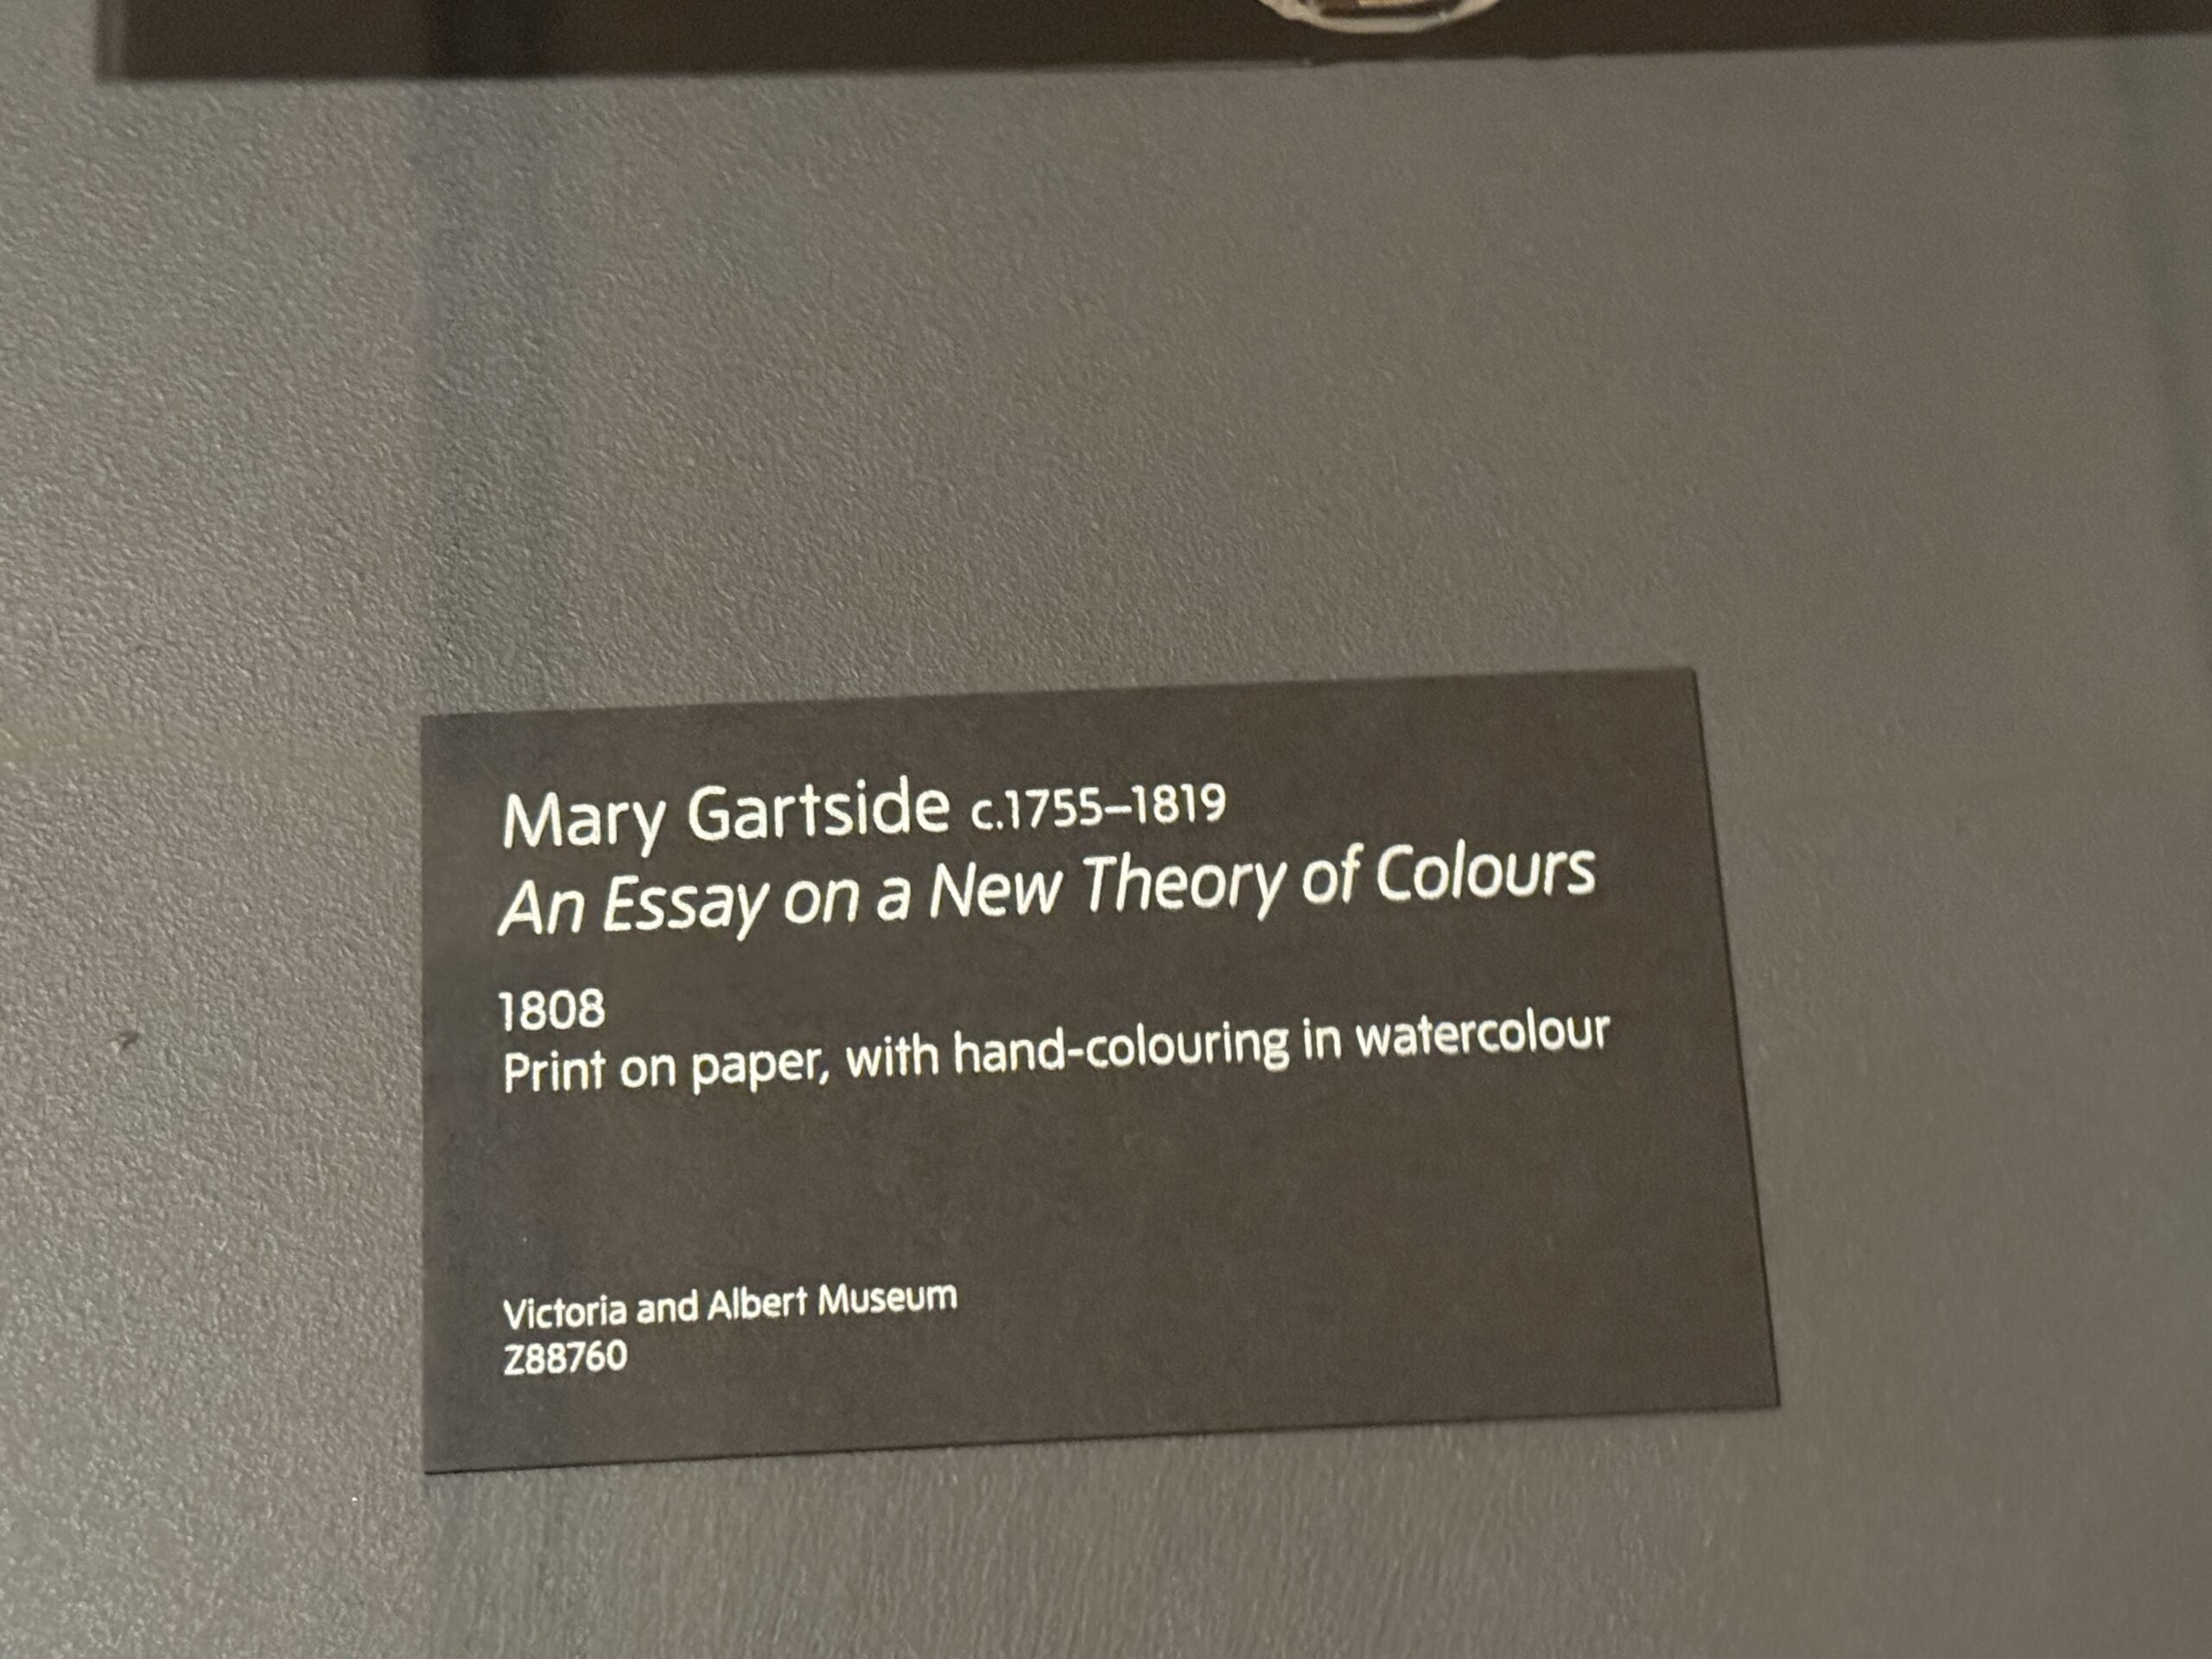 Mary Gartside c.1755–1819
An Essay on a New Theory of Colours
1808
Print on paper, with hand-colouring in watercolour
Victoria and Albert Museum
Z88760